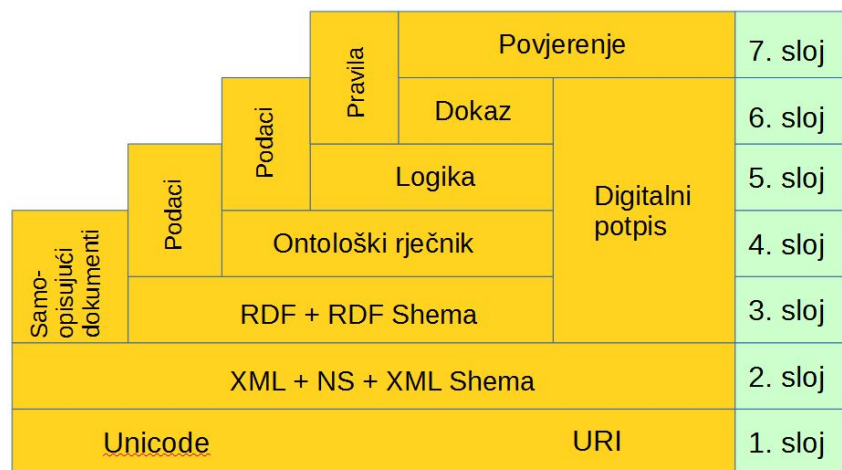 Pravila
Povjerenje
7. sloj
Podaci
Dokaz
6. sloj
Podaci
Logika
Digitalni
potpis
5. sloj
Samo-
opisujući
dokumenti
Ontološki rječnik
4. sloj
RDF + RDF Shema
3. sloj
XML + NS + XML Shema
2. sloj
Unicode
URI
1. sloj